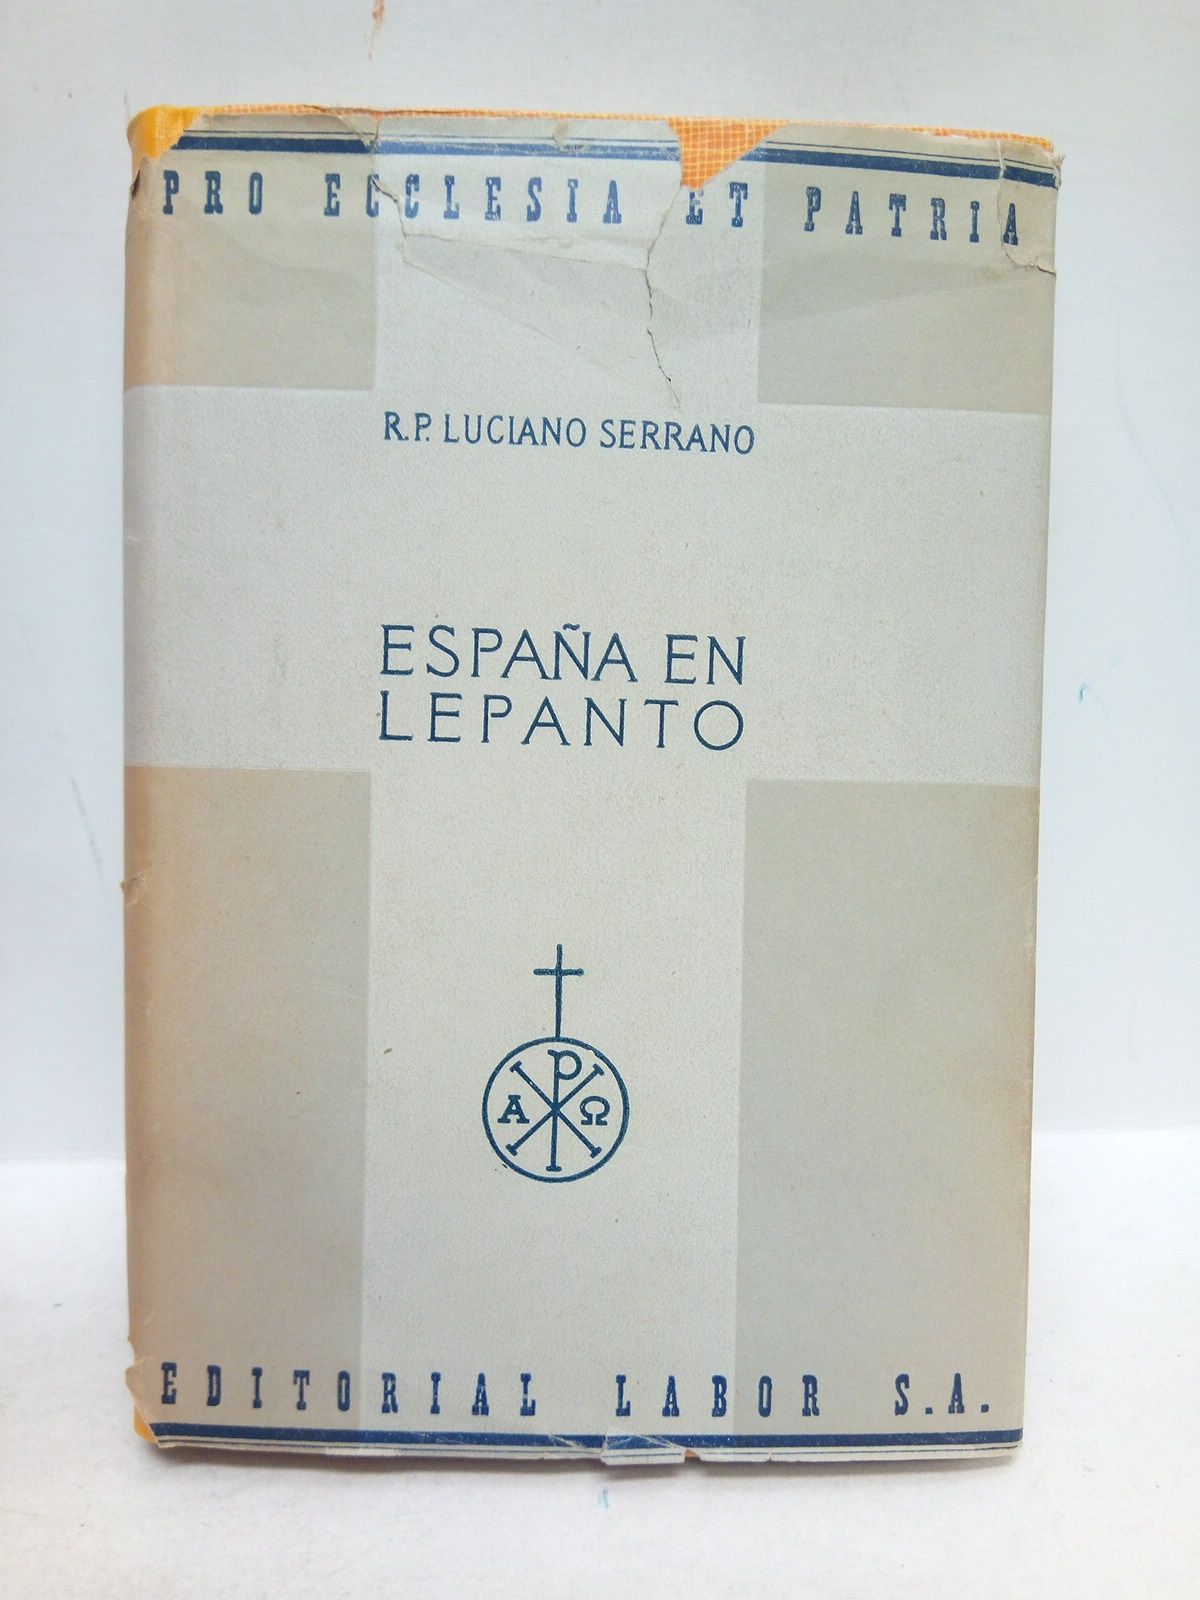 PRO ECCLESIA ET PATRIA
R.P. LUCIANO SERRANO
ESPAÑA EN
LEPANTO
P
Α Ω
EDITORIAL LABOR S.A.